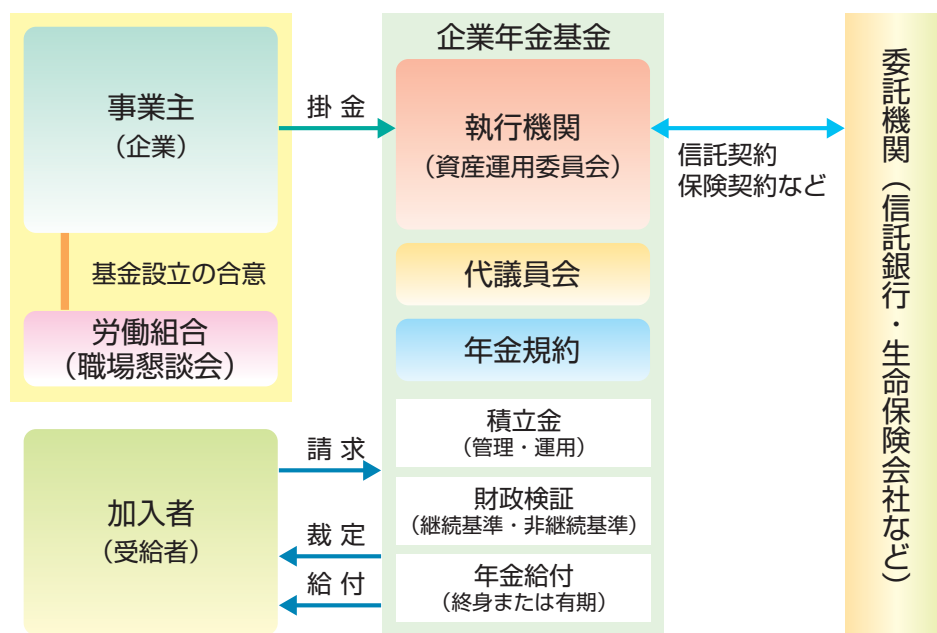 事業主
（企業）
基金設立の合意
労働組合
（職場懇談会）
掛 金
企業年金基金
執行機関
（資産運用委員会）
代議員会
年金規約
積立金
（管理・運用）
財政検証
（継続基準・非継続基準）
年金給付
（終身または有期）
信託契約
保険契約など
委託機関（信託銀行・生命保険会社など）
加入者
（受給者）
請 求
裁 定
給 付